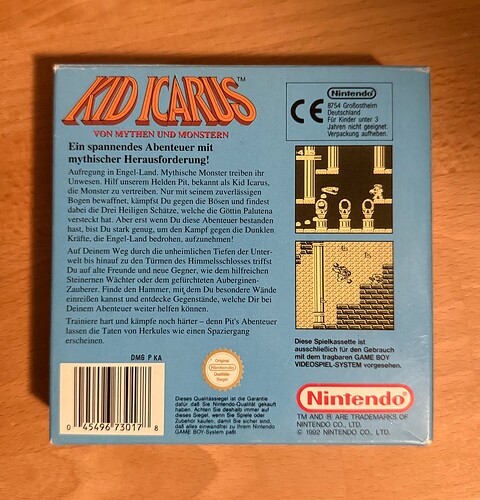 KID ICARUS™
VON MYTHEN UND MONSTERN
Ein spannendes Abenteuer mit
mythischer Herausforderung!
Aufregung in Engel-Land. Mythische Monster treiben ihr
Unwesen. Hilf unserem Helden Pit, bekannt als Kid Icarus,
die Monster zu vertreiben. Nur mit seinem zuverlässigen
Bogen bewaffnet, kämpfst Du gegen die Bösen und findest
dabei die Drei Heiligen Schätze, welche die Göttin Palutena
versteckt hat. Aber erst wenn Du diese Abenteuer bestanden
hast, bist Du stark genug, um den Kampf gegen die Dunklen
Kräfte, die Engel-Land bedrohen, aufzunehmen!
Auf Deinem Weg durch die unheimlichen Tiefen der Unter-
welt bis hinauf zu den Türmen des Himmelsschlosses triffst
Du auf alte Freunde und neue Gegner, wie dem hilfreichen
Steinernen Wächter oder dem gefürchteten Auberginen-
Zauberer. Finde den Hammer, mit dem Du besondere Wände
einreißen kannst und entdecke Gegenstände, welche Dir bei
Deinem Abenteuer weiter helfen können.
Trainiere hart und kämpfe noch härter – denn Pit's Abenteuer
lassen die Taten von Herkules wie einen Spaziergang
erscheinen.
CE
Nintendo
8754 Großostheim
Deutschland
Für Kinder unter 3
Jahren nicht geeignet.
Verpackung aufheben.
Diese Spielkassette ist
ausschließlich für den Gebrauch
mit dem tragbaren GAME BOY
VIDEOSPIEL-SYSTEM vorgesehen.
DMG P KA
0 45496 73017 8
Original
Nintendo
Qualitäts
Siegel
Dieses Qualitätssiegel ist die Garantie
dafür daß Sie Nintendo-Qualität gekauft
haben. Achten Sie deshalb immer auf
dieses Siegel, wenn Sie Spiele oder
Zubehör kaufen, damit Sie sicher sind,
daß alles einwandfrei zu Ihrem Nintendo
GAME BOY-System paßt.
Nintendo®
TM AND ® ARE TRADEMARKS OF
NINTENDO CO., LTD.
© 1992 NINTENDO CO., LTD.